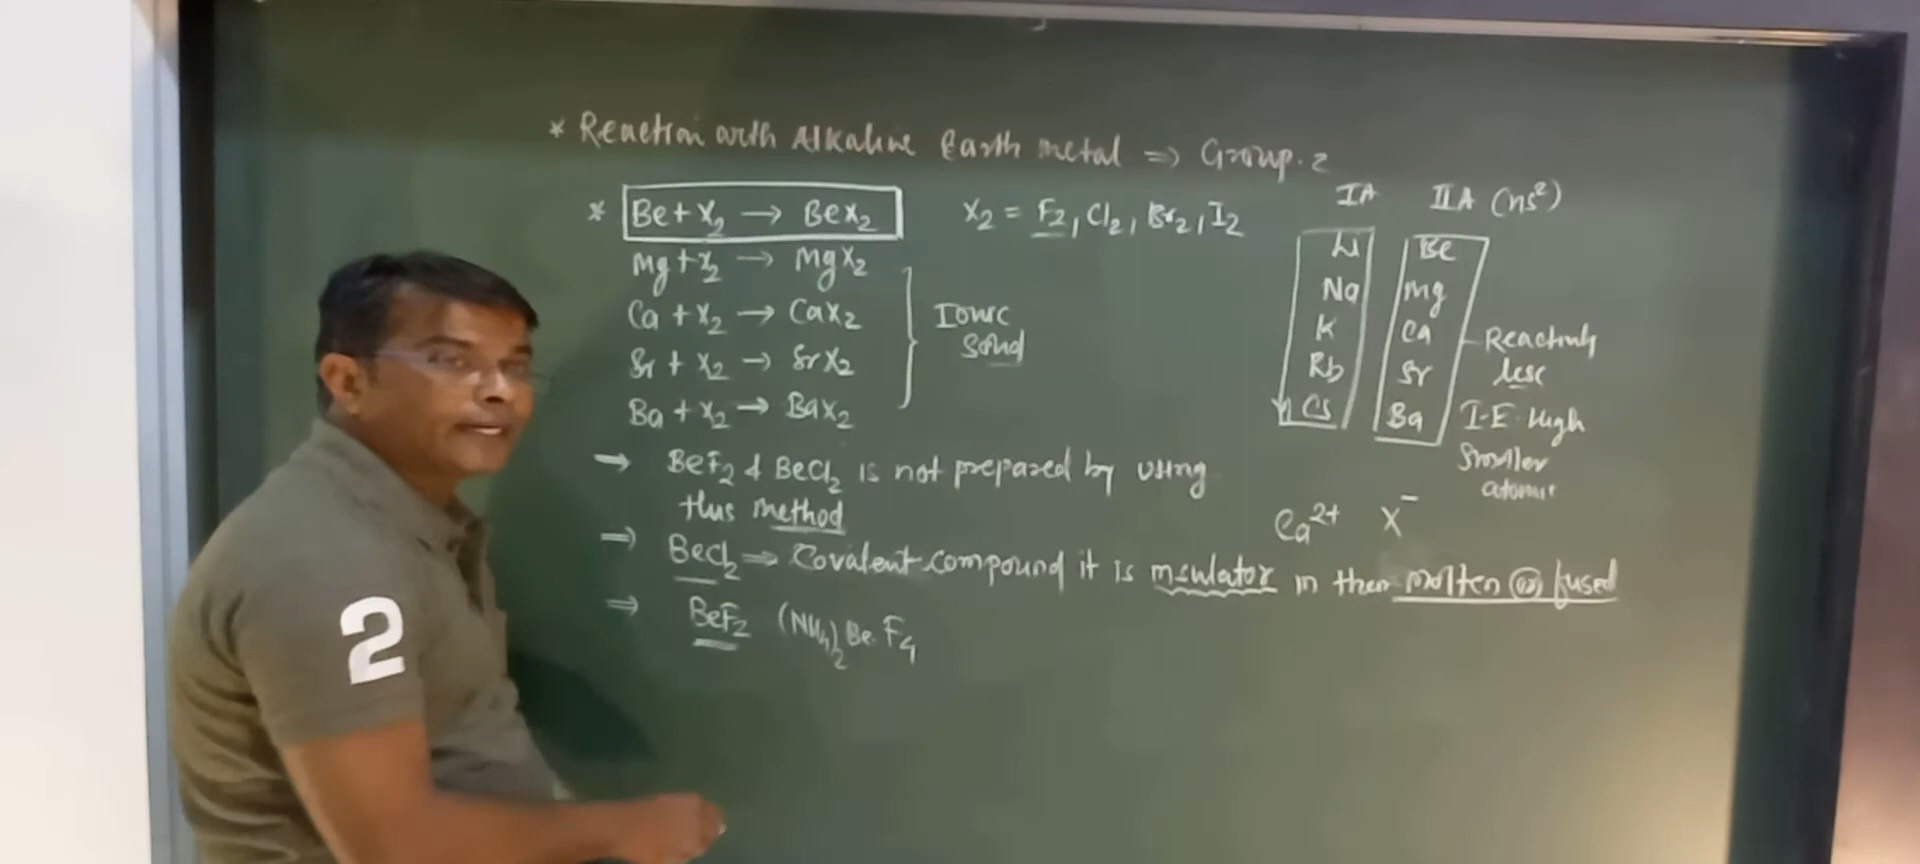 * Reaction with Alkaline Earth metal ⇒ Group-2
* Be + X₂ → BeX₂
X₂ = F₂, Cl₂, Br₂, I₂
Mg + X₂ → MgX₂
Ca + X₂ → CaX₂
Sr + X₂ → SrX₂
Ba + X₂ → BaX₂
Ionic
Solid
IA IIA (ns²)
Li Be
Na Mg
K Ca
Rb Sr
Cs Ba
Reactivity
less
I-E High
Smaller
atomic
→ BeF₂ & BeCl₂ is not prepared by using
this method
Ca²⁺ X⁻
⇒ BeCl₂ ⇒ Covalent compound it is insulator in their molten (or) fused
⇒ BeF₂ (NH₄)₂BeF₄
2